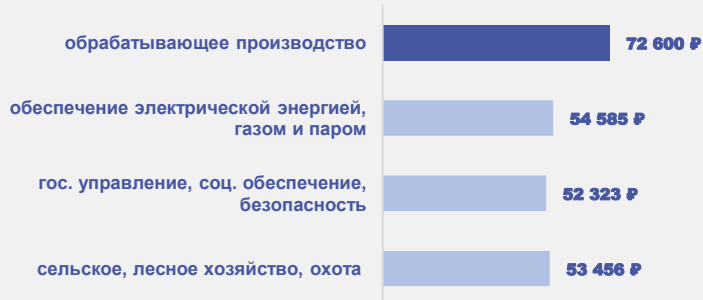 обрабатывающее производство
72 600 ₽
обеспечение электрической энергией,
газом и паром
54 585 ₽
гос. управление, соц. обеспечение,
безопасность
52 323 ₽
сельское, лесное хозяйство, охота
53 456 ₽